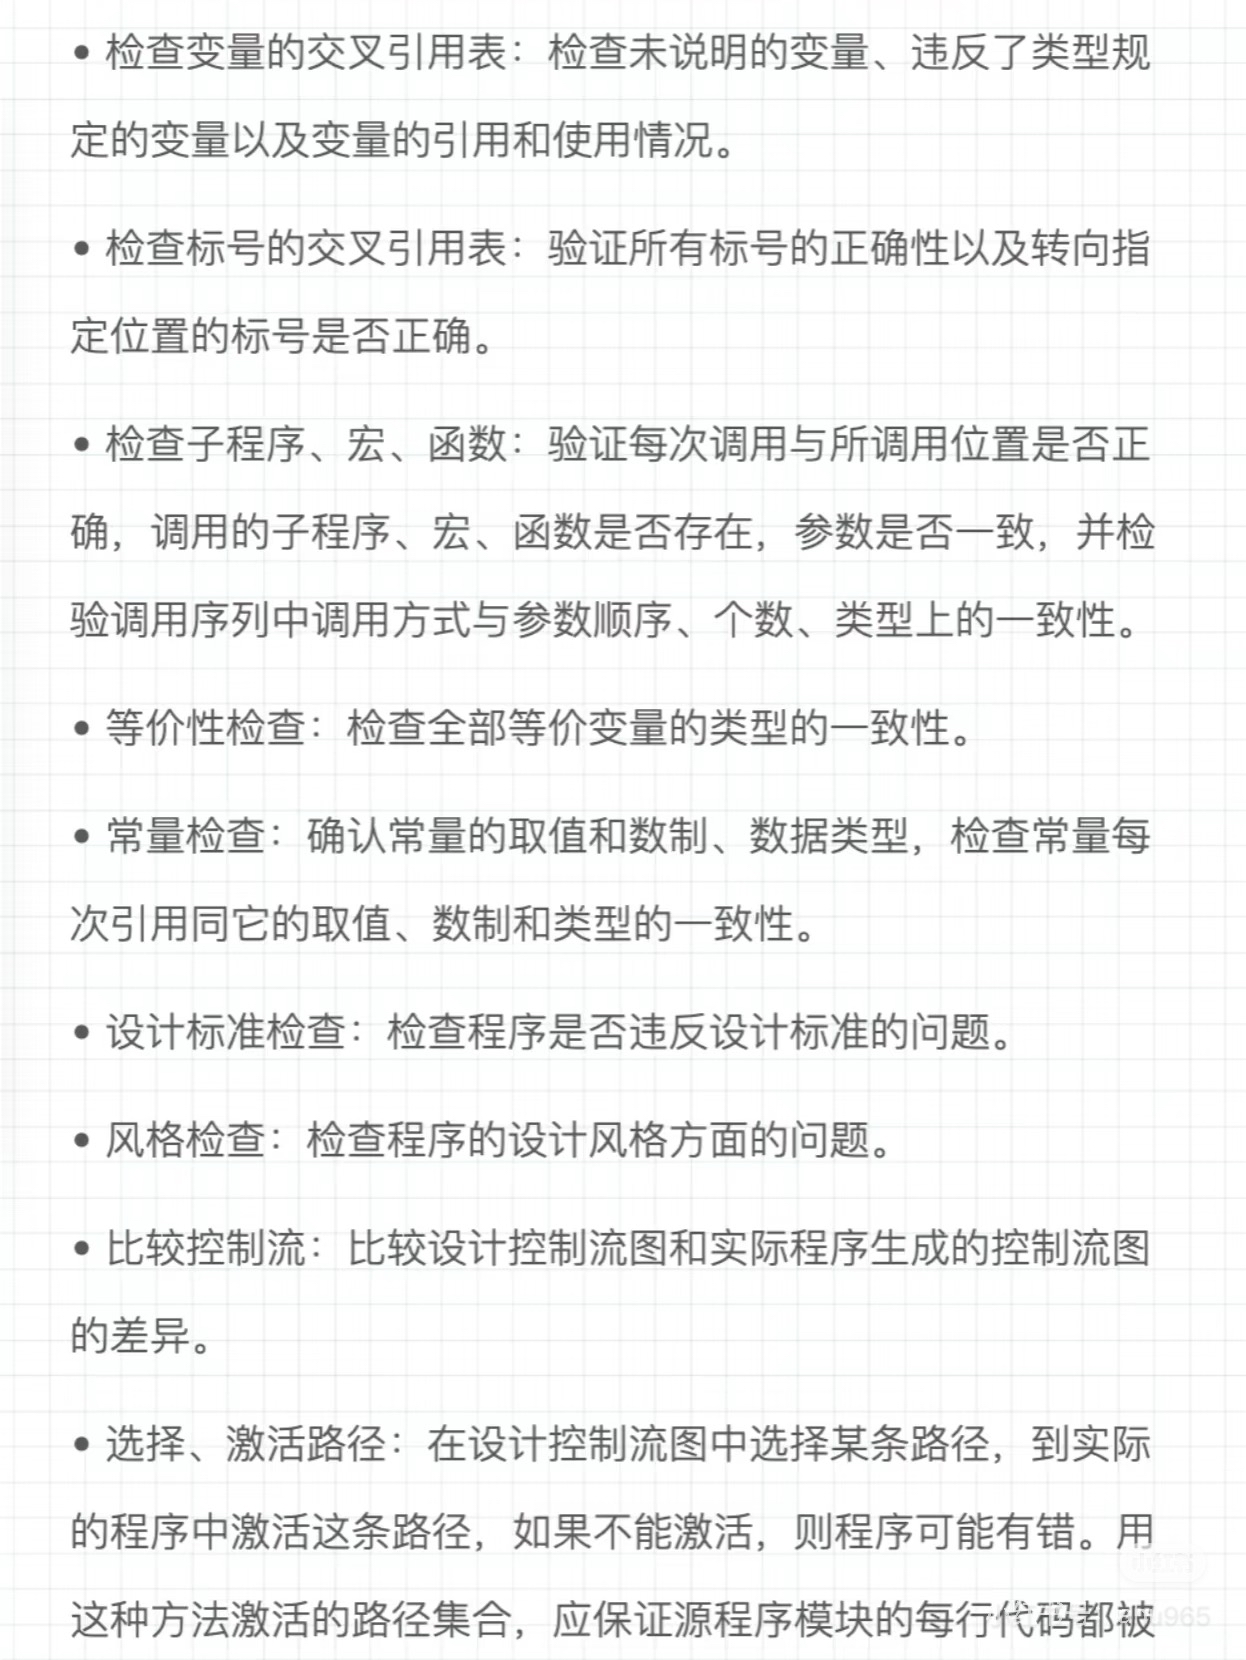 • 检查变量的交叉引用表：检查未说明的变量、违反了类型规
定的变量以及变量的引用和使用情况。
• 检查标号的交叉引用表：验证所有标号的正确性以及转向指
定位置的标号是否正确。
• 检查子程序、宏、函数：验证每次调用与所调用位置是否正
确，调用的子程序、宏、函数是否存在，参数是否一致，并检
验调用序列中调用方式与参数顺序、个数、类型上的一致性。
• 等价性检查：检查全部等价变量的类型的一致性。
• 常量检查：确认常量的取值和数制、数据类型，检查常量每
次引用同它的取值、数制和类型的一致性。
• 设计标准检查：检查程序是否违反设计标准的问题。
• 风格检查：检查程序的设计风格方面的问题。
• 比较控制流：比较设计控制流图和实际程序生成的控制流图
的差异。
• 选择、激活路径：在设计控制流图中选择某条路径，到实际
的程序中激活这条路径，如果不能激活，则程序可能有错。用
这种方法激活的路径集合，应保证源程序模块的每行代码都被